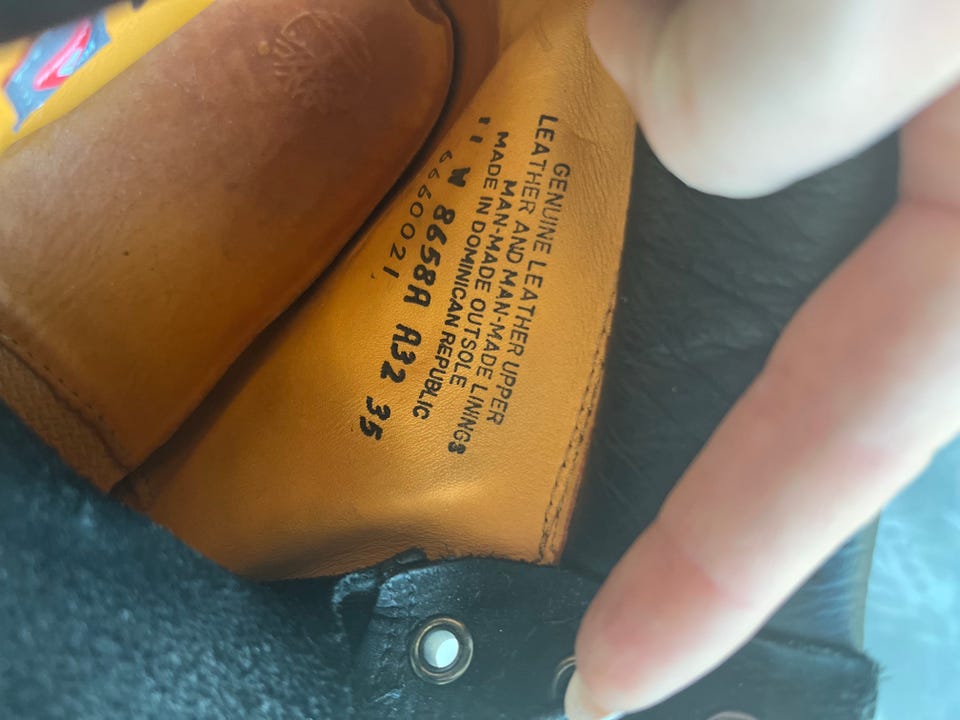 GENUINE LEATHER UPPER
LEATHER AND MAN-MADE LININGS
MAN-MADE OUTSOLE
MADE IN DOMINICAN REPUBLIC
11 W 8658A A32 35
6660021